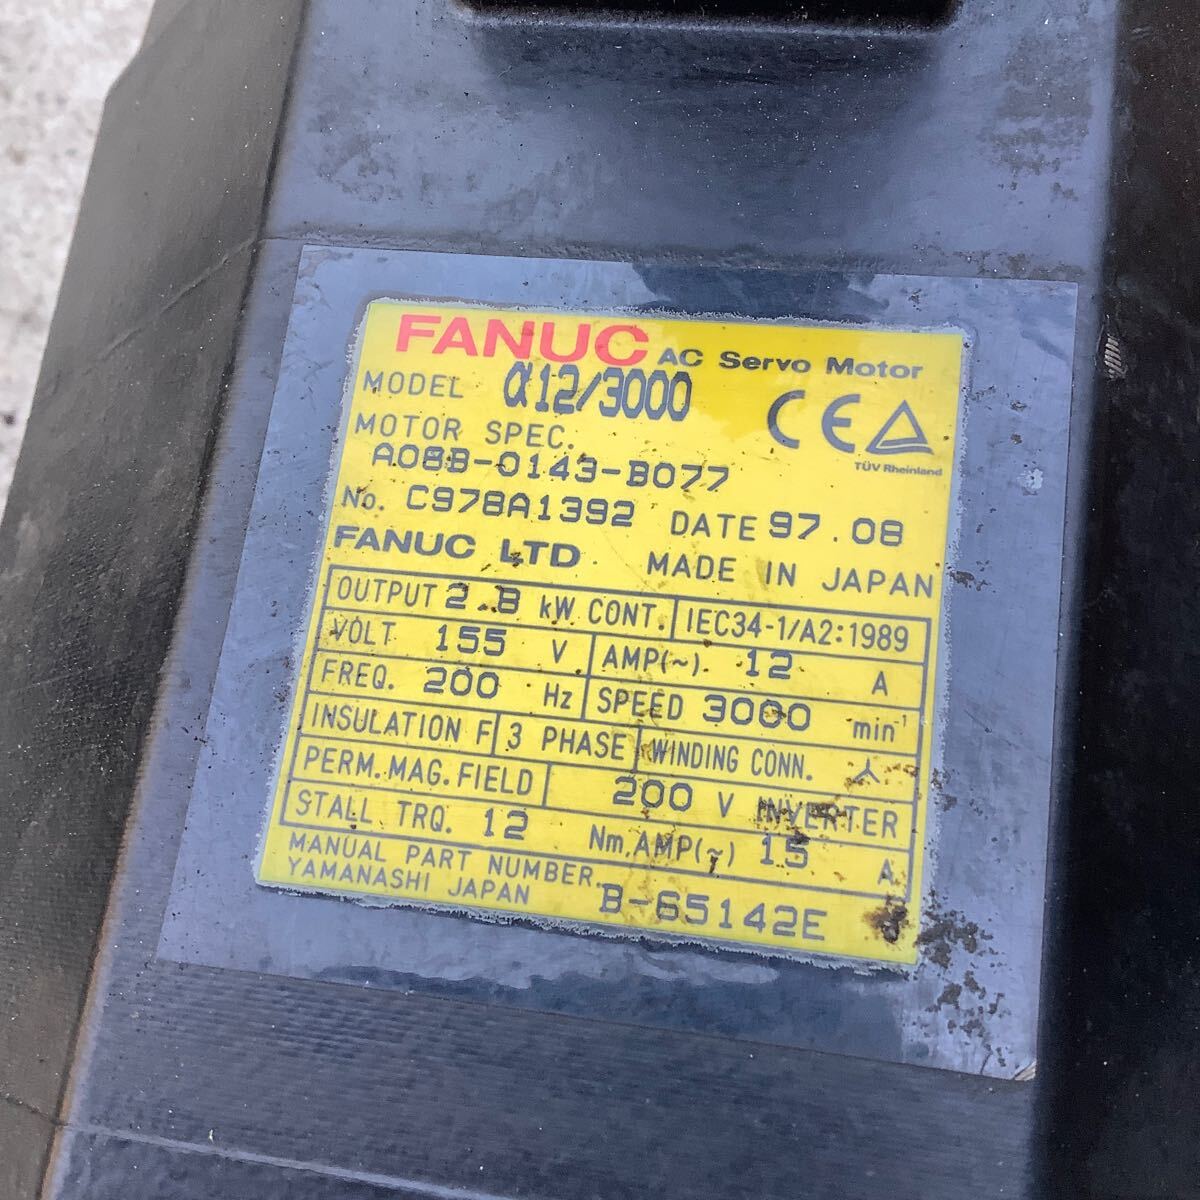 FANUC AC Servo Motor
MODEL α12/3000
CE
TÜV Rheinland
MOTOR SPEC.
A08B-0143-B077
No. C978A1392 DATE 97.08
FANUC LTD MADE IN JAPAN
OUTPUT 2.8 kW CONT. IEC34-1/A2:1989
VOLT 155 V AMP(~). 12 A
FREQ. 200 Hz SPEED 3000 min⁻¹
INSULATION F 3 PHASE WINDING CONN.
PERM. MAG. FIELD 200 V INVERTER
STALL TRQ. 12 Nm, AMP(~) 15 A
MANUAL PART NUMBER.
YAMANASHI JAPAN B-65142E